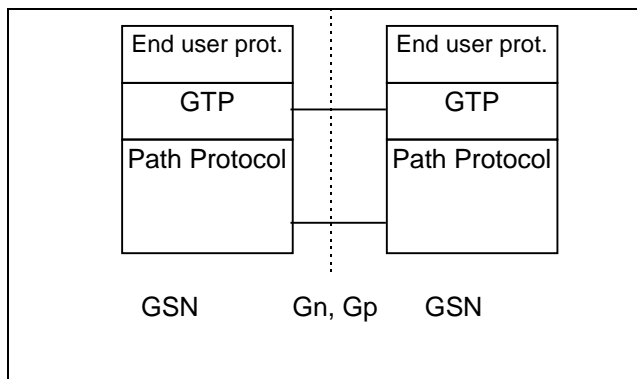 End user prot.
End user prot.
GTP
GTP
Path Protocol
Path Protocol
GSN
Gn, Gp
GSN